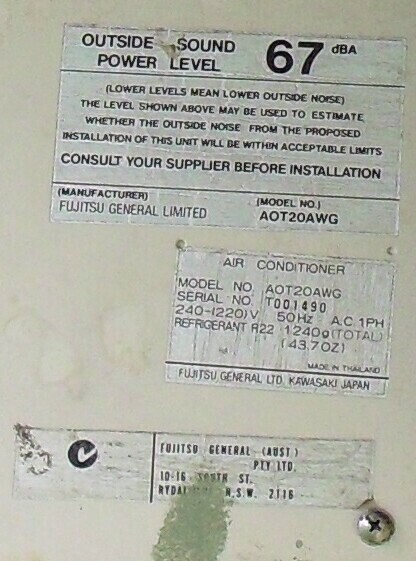 OUTSIDE SOUND POWER LEVEL 67 dBA
(LOWER LEVELS MEAN LOWER OUTSIDE NOISE)
THE LEVEL SHOWN ABOVE MAY BE USED TO ESTIMATE
WHETHER THE OUTSIDE NOISE FROM THE PROPOSED
INSTALLATION OF THIS UNIT WILL BE WITHIN ACCEPTABLE LIMITS
CONSULT YOUR SUPPLIER BEFORE INSTALLATION
(MANUFACTURER)
FUJITSU GENERAL LIMITED
(MODEL NO.)
AOT20AWG
AIR CONDITIONER
MODEL NO. AOT20AWG
SERIAL NO. T001490
240-(220)V 50HZ A.C.1PH
REFRIGERANT R22 1240g(TOTAL)
(43.7OZ)
MADE IN THAILAND
FUJITSU GENERAL LTD. KAWASAKI JAPAN
FUJITSU GENERAL (AUST)
PTY LTD.
10-16 SOUTH ST.
N.S.W. 2116